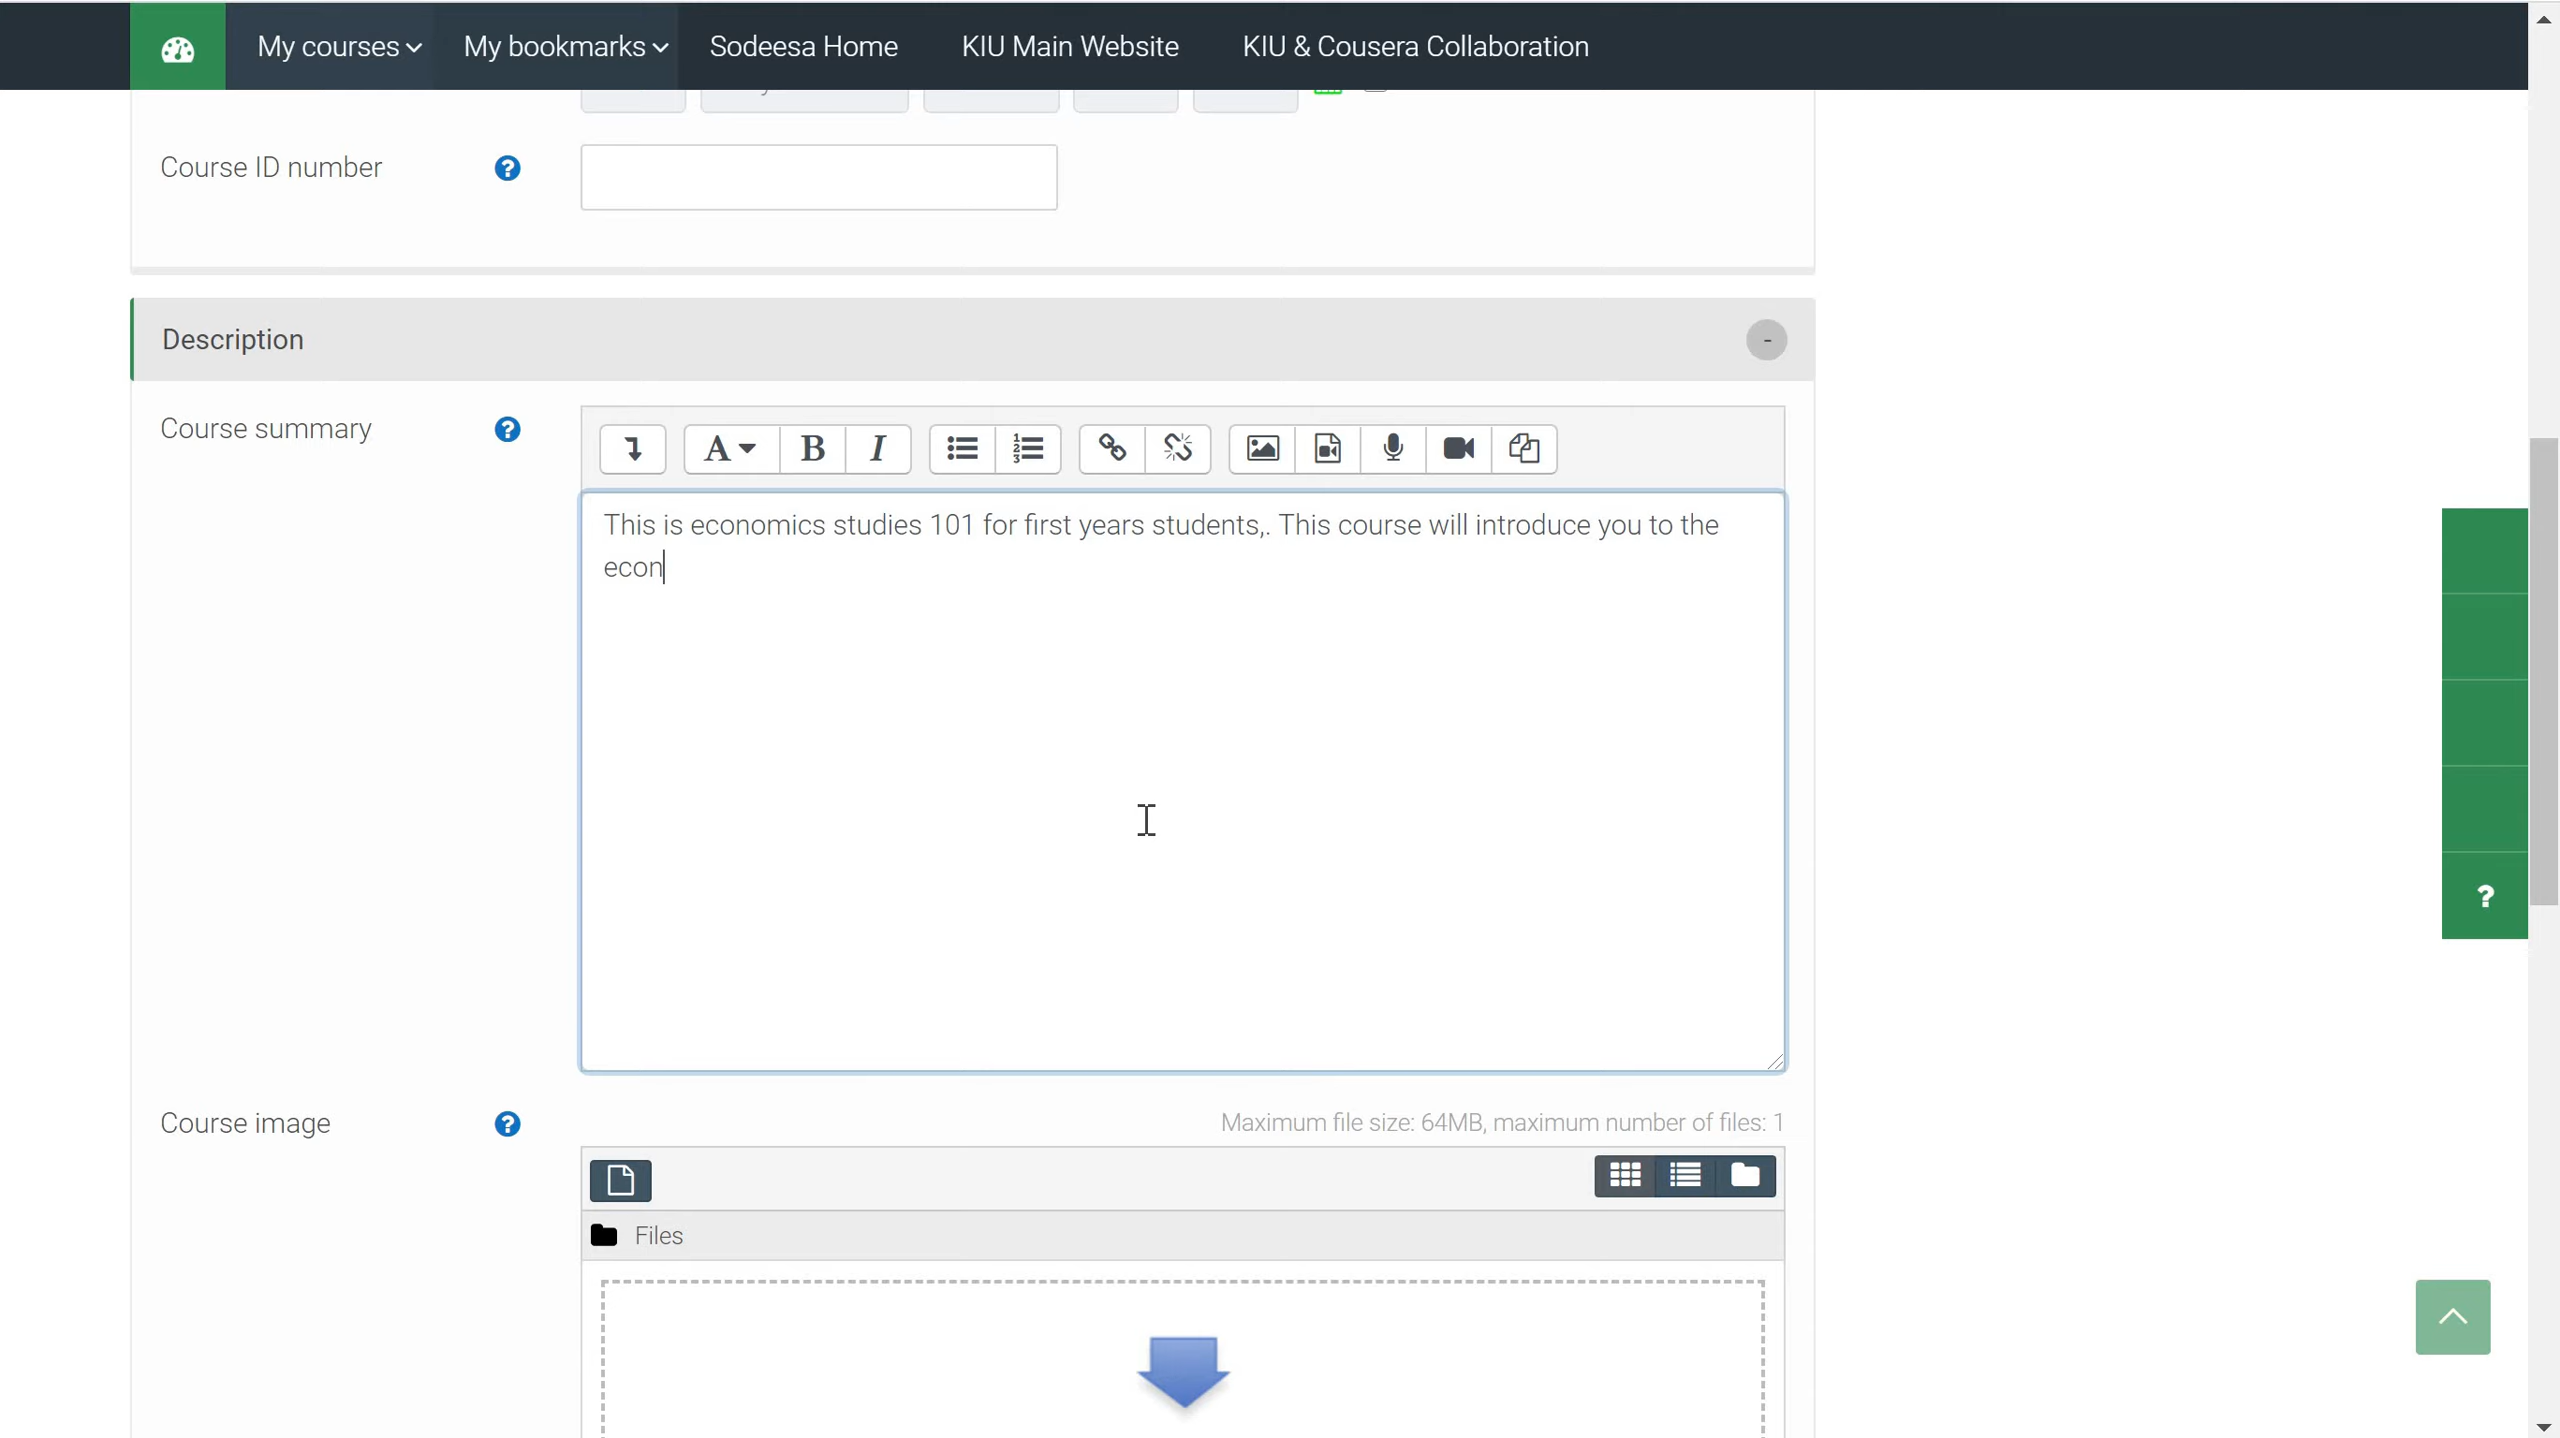 My courses My bookmarks Sodeesa Home KIU Main Website KIU & Cousera Collaboration
Course ID number ?
Description -
Course summary ?
A B I
This is economics studies 101 for first years students,. This course will introduce you to the
econ
?
Course image ? Maximum file size: 64MB, maximum number of files: 1
Files